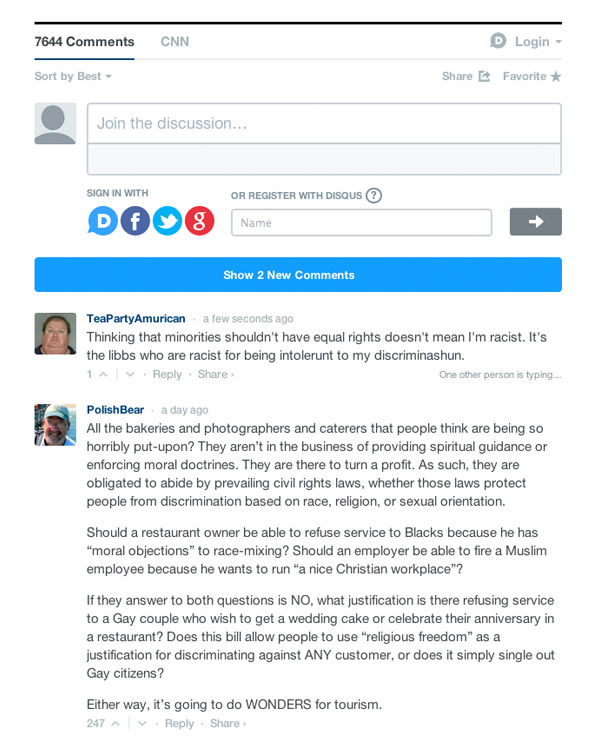 7644 Comments CNN Login
Sort by Best Share Favorite
Join the discussion...
SIGN IN WITH OR REGISTER WITH DISQUS ?
D f g Name
Show 2 New Comments
TeaPartyAmurican · a few seconds ago
Thinking that minorities shouldn't have equal rights doesn't mean I'm racist. It's
the libbs who are racist for being intolerunt to my discriminashun.
1 · Reply · Share › One other person is typing...
PolishBear · a day ago
All the bakeries and photographers and caterers that people think are being so
horribly put-upon? They aren’t in the business of providing spiritual guidance or
enforcing moral doctrines. They are there to turn a profit. As such, they are
obligated to abide by prevailing civil rights laws, whether those laws protect
people from discrimination based on race, religion, or sexual orientation.
Should a restaurant owner be able to refuse service to Blacks because he has
“moral objections” to race-mixing? Should an employer be able to fire a Muslim
employee because he wants to run “a nice Christian workplace”?
If they answer to both questions is NO, what justification is there refusing service
to a Gay couple who wish to get a wedding cake or celebrate their anniversary in
a restaurant? Does this bill allow people to use “religious freedom” as a
justification for discriminating against ANY customer, or does it simply single out
Gay citizens?
Either way, it’s going to do WONDERS for tourism.
247 · Reply · Share ›